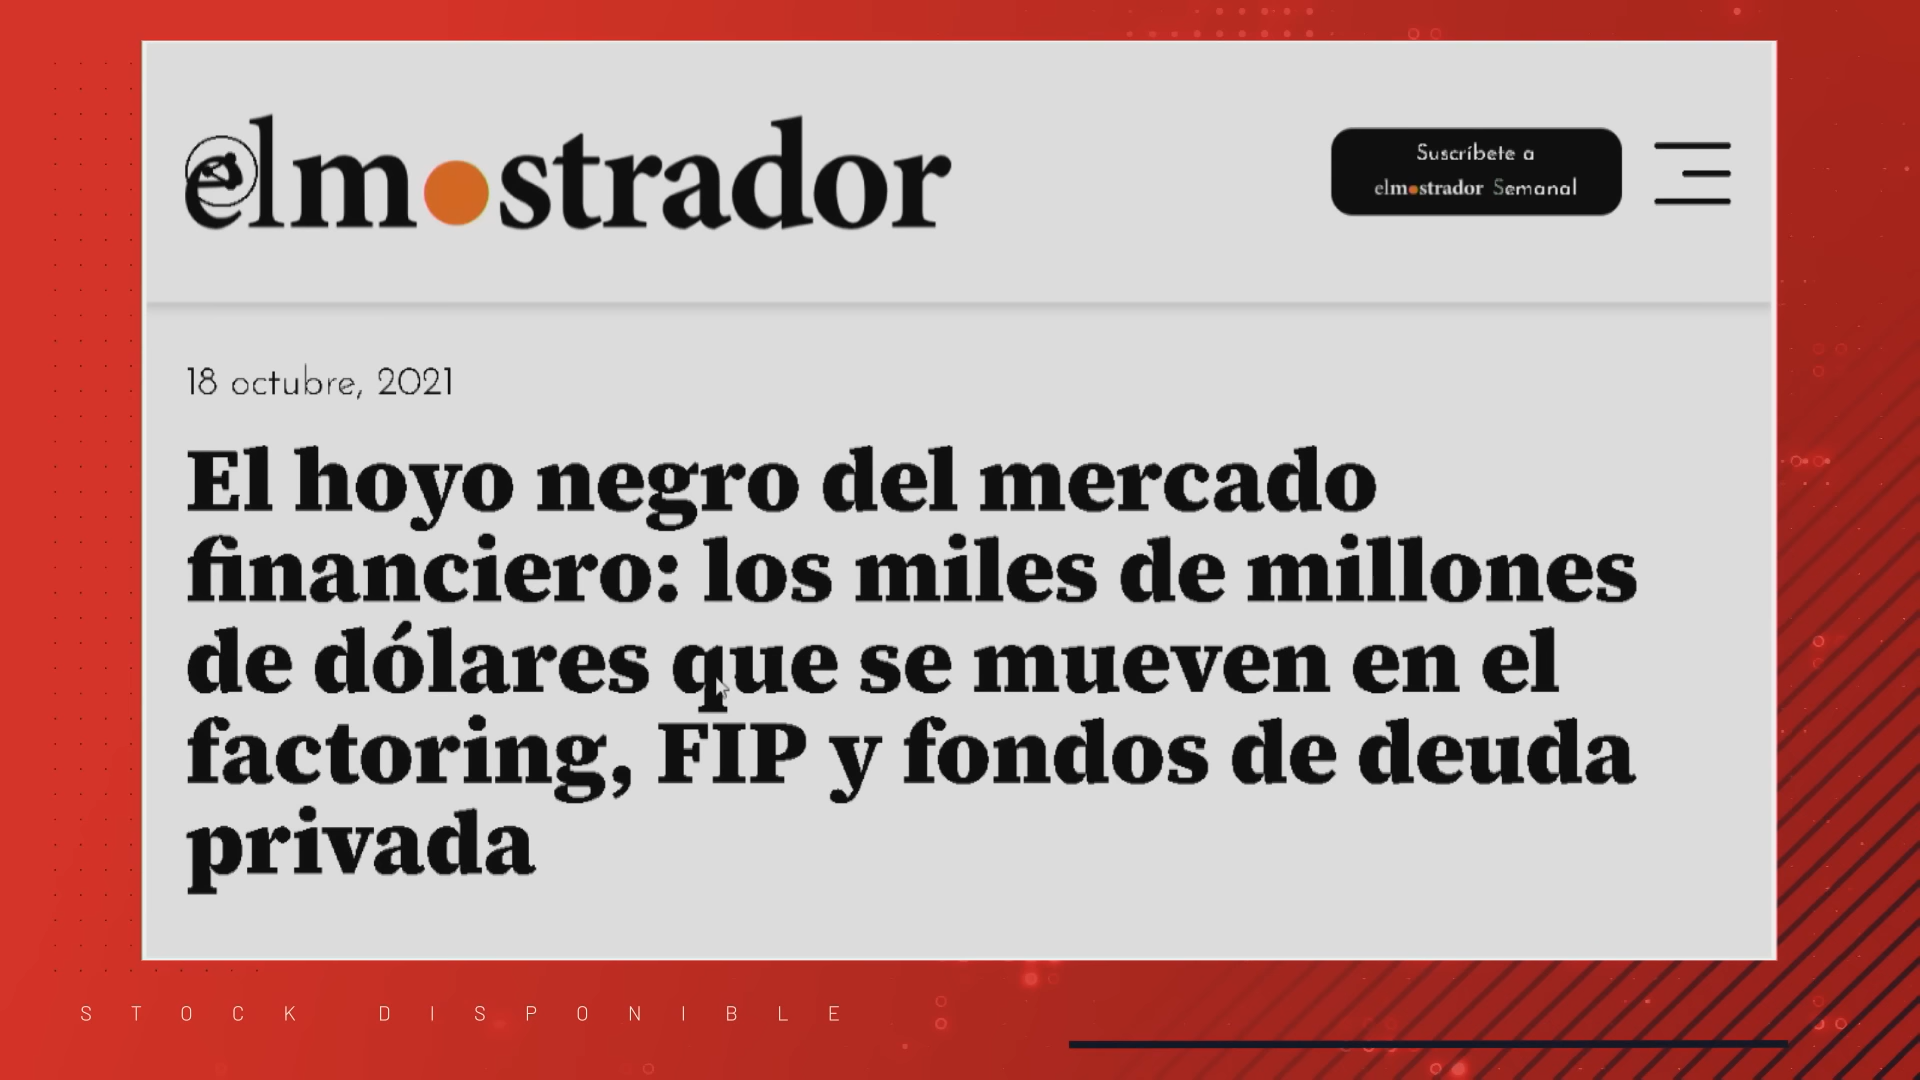 elmostrador
Suscríbete a
elmostrador Semanal
18 octubre, 2021
El hoyo negro del mercado
financiero: los miles de millones
de dólares que se mueven en el
factoring, FIP y fondos de deuda
privada
STOCK DISPONIBLE